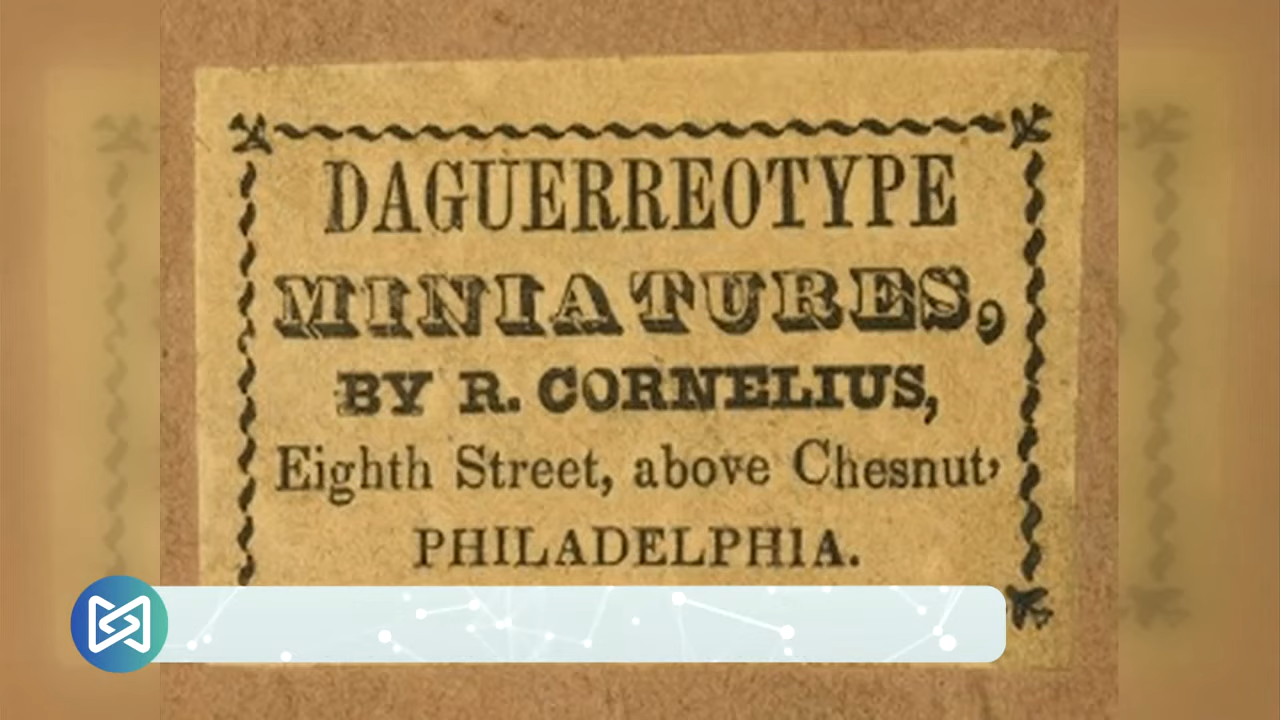 DAGUERREOTYPE
MINIATURES,
BY R. CORNELIUS,
Eighth Street, above Chesnut,
PHILADELPHIA.